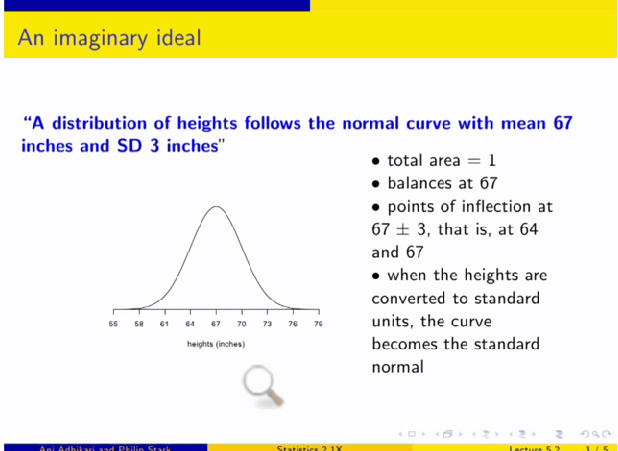 An imaginary ideal
“A distribution of heights follows the normal curve with mean 67
inches and SD 3 inches”
• total area = 1
• balances at 67
• points of inflection at
67 ± 3, that is, at 64
and 67
• when the heights are
converted to standard
units, the curve
becomes the standard
normal
55 58 61 64 67 70 73 76 79
heights (inches)
Ani Adhikari and Philip Stark Statistics 2.1X Lecture 5.2 1 / 5